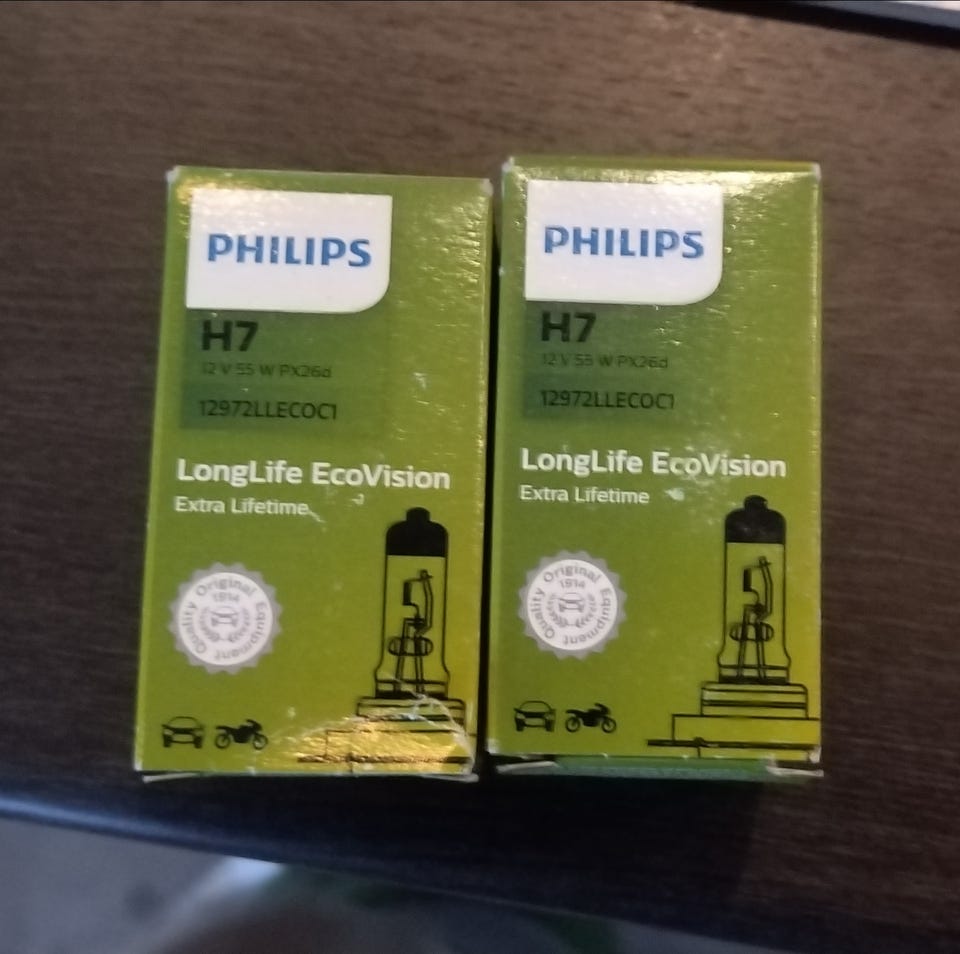 PHILIPS
H7
12 V 55 W PX26d
12972LLECOC1
LongLife EcoVision
Extra Lifetime
Quality Original Equipment
1914
PHILIPS
H7
12 V 55 W PX26d
12972LLECOC1
LongLife EcoVision
Extra Lifetime
Quality Original Equipment
1914